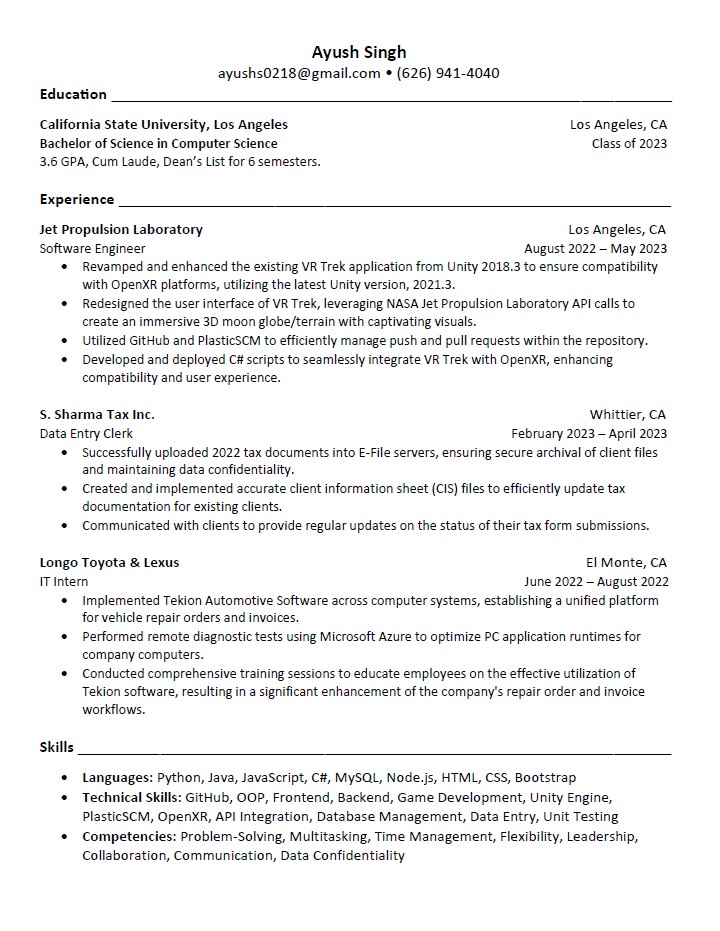 Ayush Singh
ayushs0218@gmail.com • (626) 941-4040
Education
California State University, Los Angeles Los Angeles, CA
Bachelor of Science in Computer Science Class of 2023
3.6 GPA, Cum Laude, Dean’s List for 6 semesters.
Experience
Jet Propulsion Laboratory Los Angeles, CA
Software Engineer August 2022 – May 2023
• Revamped and enhanced the existing VR Trek application from Unity 2018.3 to ensure compatibility
with OpenXR platforms, utilizing the latest Unity version, 2021.3.
• Redesigned the user interface of VR Trek, leveraging NASA Jet Propulsion Laboratory API calls to
create an immersive 3D moon globe/terrain with captivating visuals.
• Utilized GitHub and PlasticSCM to efficiently manage push and pull requests within the repository.
• Developed and deployed C# scripts to seamlessly integrate VR Trek with OpenXR, enhancing
compatibility and user experience.
S. Sharma Tax Inc. Whittier, CA
Data Entry Clerk February 2023 – April 2023
• Successfully uploaded 2022 tax documents into E-File servers, ensuring secure archival of client files
and maintaining data confidentiality.
• Created and implemented accurate client information sheet (CIS) files to efficiently update tax
documentation for existing clients.
• Communicated with clients to provide regular updates on the status of their tax form submissions.
Longo Toyota & Lexus El Monte, CA
IT Intern June 2022 – August 2022
• Implemented Tekion Automotive Software across computer systems, establishing a unified platform
for vehicle repair orders and invoices.
• Performed remote diagnostic tests using Microsoft Azure to optimize PC application runtimes for
company computers.
• Conducted comprehensive training sessions to educate employees on the effective utilization of
Tekion software, resulting in a significant enhancement of the company's repair order and invoice
workflows.
Skills
• Languages: Python, Java, JavaScript, C#, MySQL, Node.js, HTML, CSS, Bootstrap
• Technical Skills: GitHub, OOP, Frontend, Backend, Game Development, Unity Engine,
PlasticSCM, OpenXR, API Integration, Database Management, Data Entry, Unit Testing
• Competencies: Problem-Solving, Multitasking, Time Management, Flexibility, Leadership,
Collaboration, Communication, Data Confidentiality